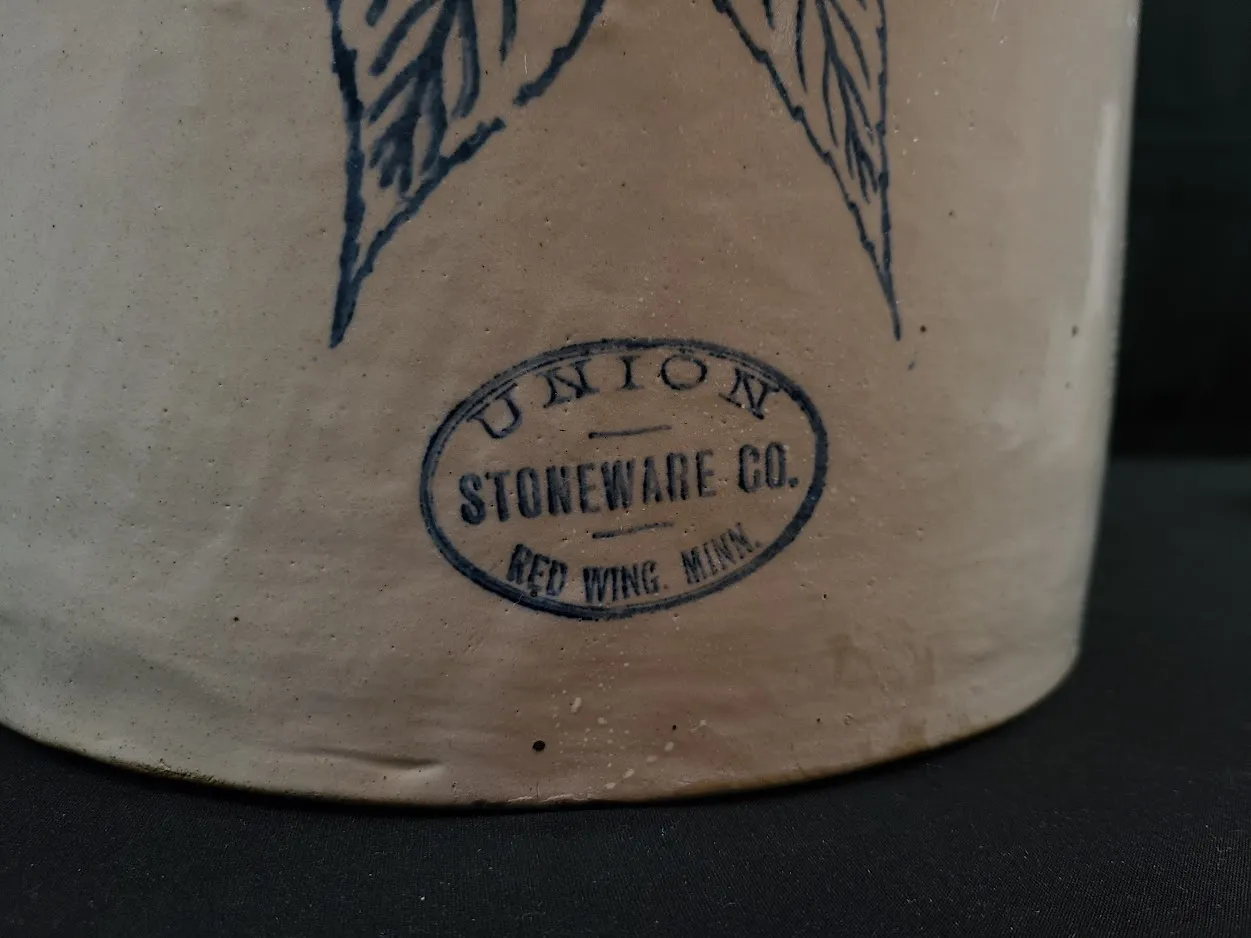 UNION
STONEWARE CO.
RED WING. MINN.